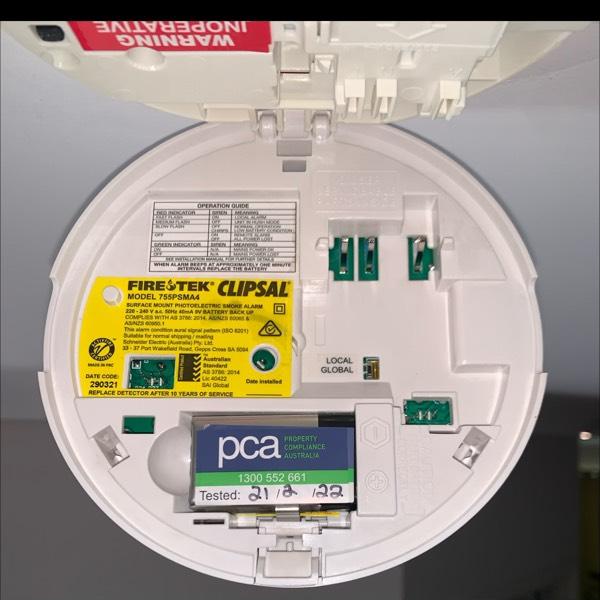 WARNING
INOPERATIVE
OPERATION GUIDE
RED INDICATOR SIREN MEANING
FAST FLASH ON LOCAL ALARM
MEDIUM FLASH OFF UNIT IN HUSH MODE
SLOW FLASH OFF NORMAL OPERATION
CHIRPS LOW BATTERY CONDITION
OFF ON REMOTE ALARM
OFF ALL POWER LOST
GREEN INDICATOR SIREN MEANING
ON N/A MAINS POWER OK
OFF N/A MAINS POWER LOST
SEE INSTALLATION MANUAL FOR FURTHER DETAILS
WHEN ALARM BEEPS AT APPROXIMATELY ONE MINUTE
INTERVALS REPLACE THE BATTERY
FIRETEK CLIPSAL
MODEL 755PSMA4
SURFACE MOUNT PHOTOELECTRIC SMOKE ALARM
220 - 240 V a.c. 50Hz 40mA 9V BATTERY BACK UP
COMPLIES WITH AS 3786: 2014, AS/NZS 60065 &
AS/NZS 60950.1
This alarm condition aural signal pattern (ISO 8201)
Suitable for normal shipping / mailing
Schneider Electric (Australia) Pty. Ltd.
33 - 37 Port Wakefield Road, Gepps Cross SA 5094
MADE IN PRC
Australian
Standard
AS 3786: 2014
Lic 40422
SAI Global
DATE CODE:
290321
Date installed
REPLACE DETECTOR AFTER 10 YEARS OF SERVICE
LOCAL
GLOBAL
pca PROPERTY
COMPLIANCE
AUSTRALIA
1300 552 661
Tested: 21/2/22